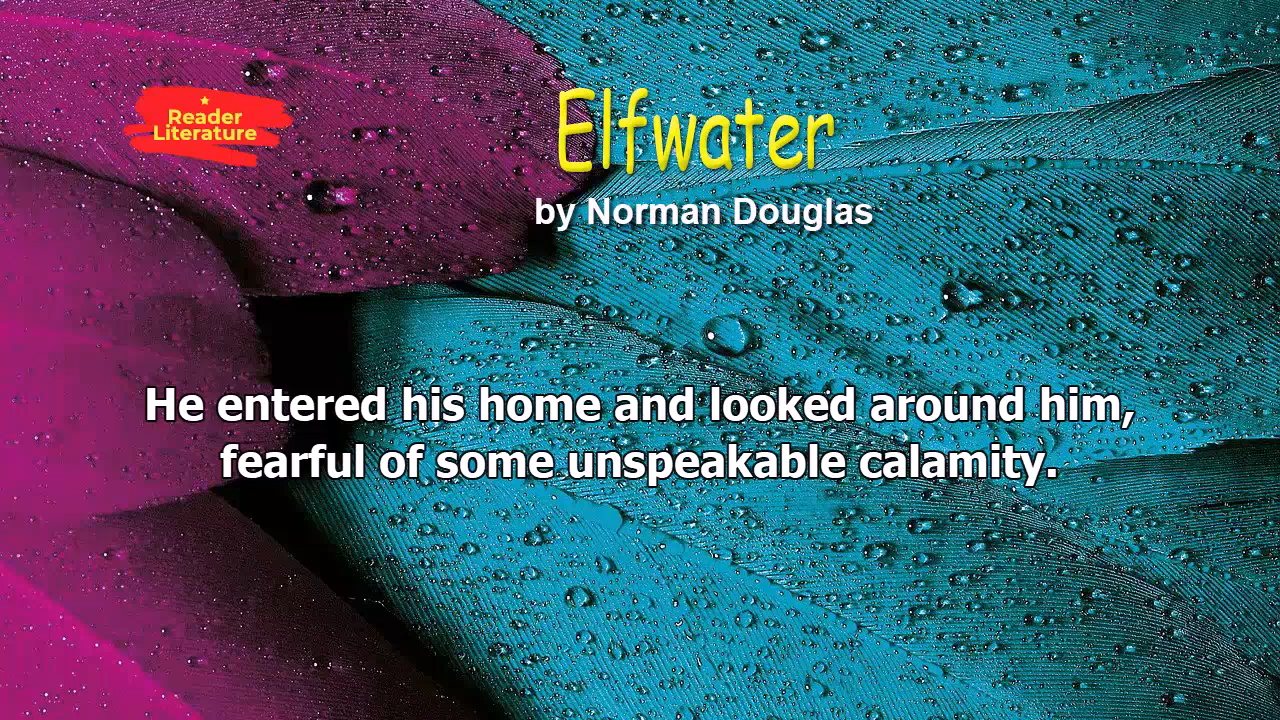 Reader
Literature
Elfwater
by Norman Douglas
He entered his home and looked around him,
fearful of some unspeakable calamity.